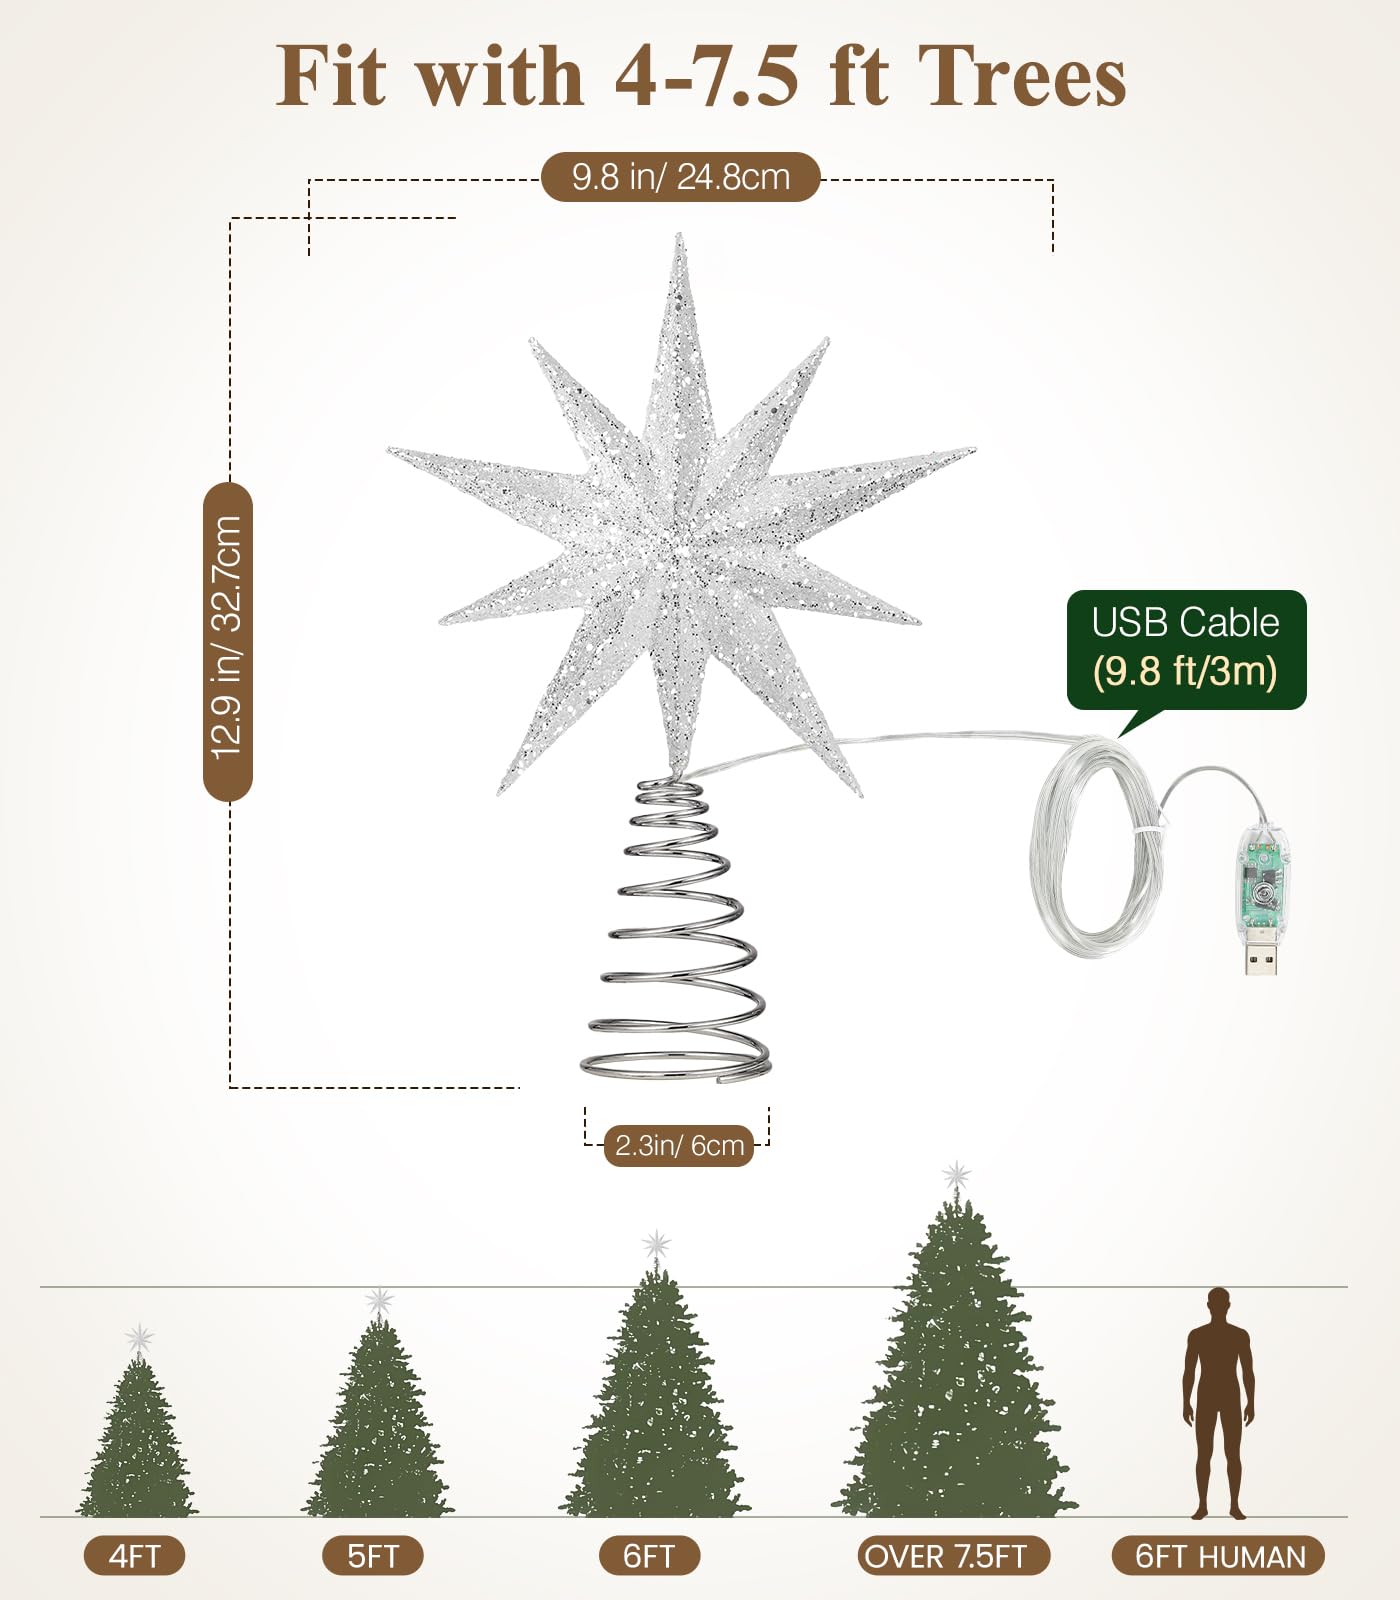 Fit with 4-7.5 ft Trees
9.8 in/ 24.8cm
12.9 in/ 32.7cm
USB Cable
(9.8 ft/3m)
2.3in/ 6cm
4FT
5FT
6FT
OVER 7.5FT
6FT HUMAN